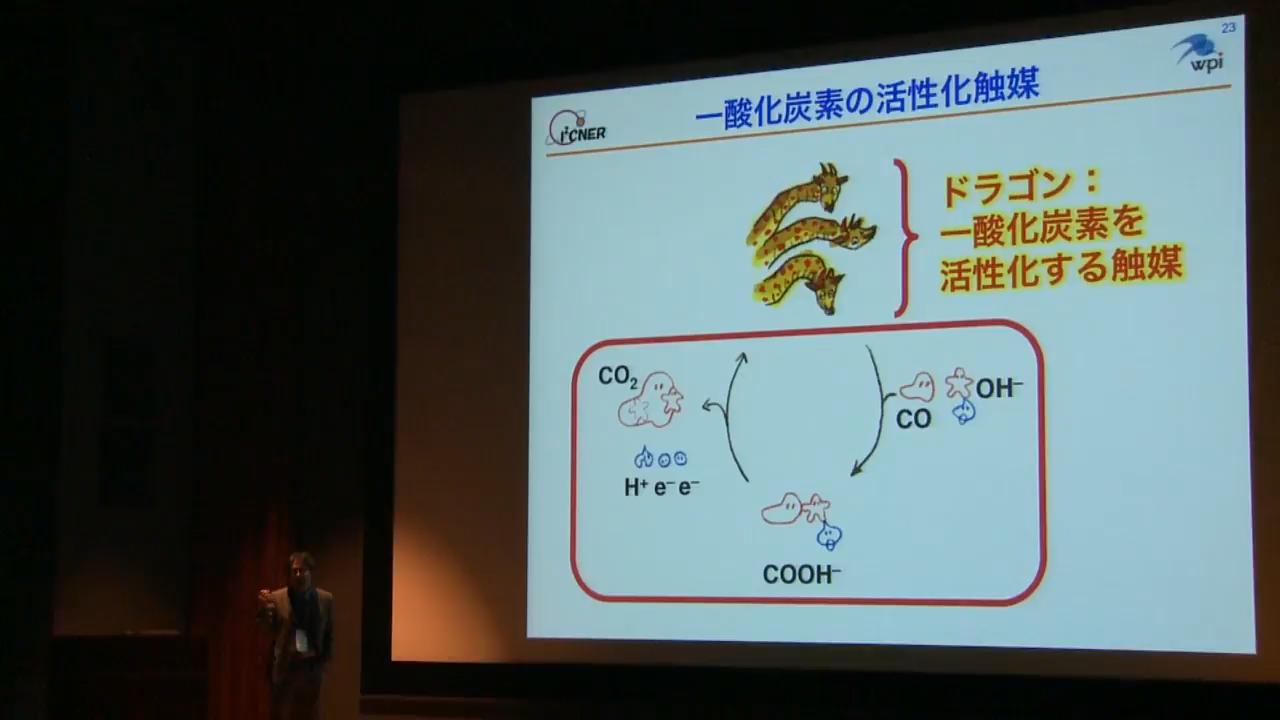 23
wpi
I²CNER
一酸化炭素の活性化触媒
ドラゴン：
一酸化炭素を
活性化する触媒
CO₂
H⁺ e⁻ e⁻
CO
OH⁻
COOH⁻